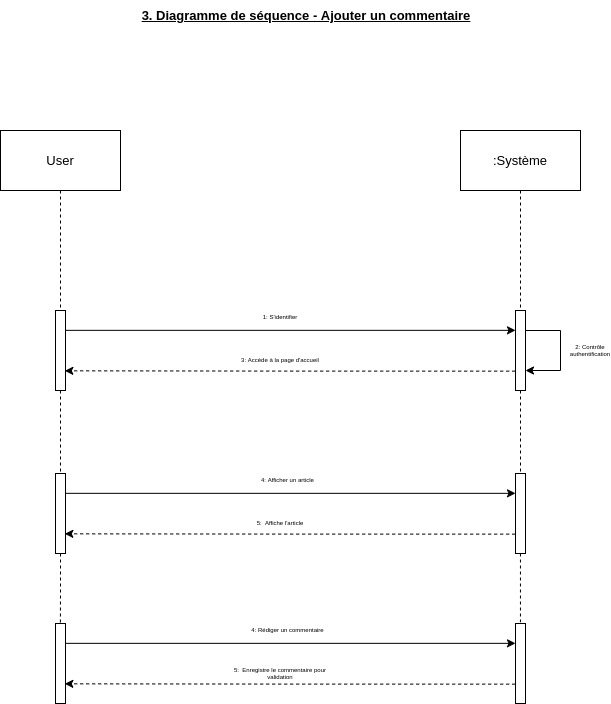 3. Diagramme de séquence - Ajouter un commentaire
User
:Système
1: S'identifier
2: Contrôle
authentification
3: Accède à la page d'accueil
4: Afficher un article
5:  Affiche l'article
4: Rédiger un commentaire
5:  Enregistre le commentaire pour
validation